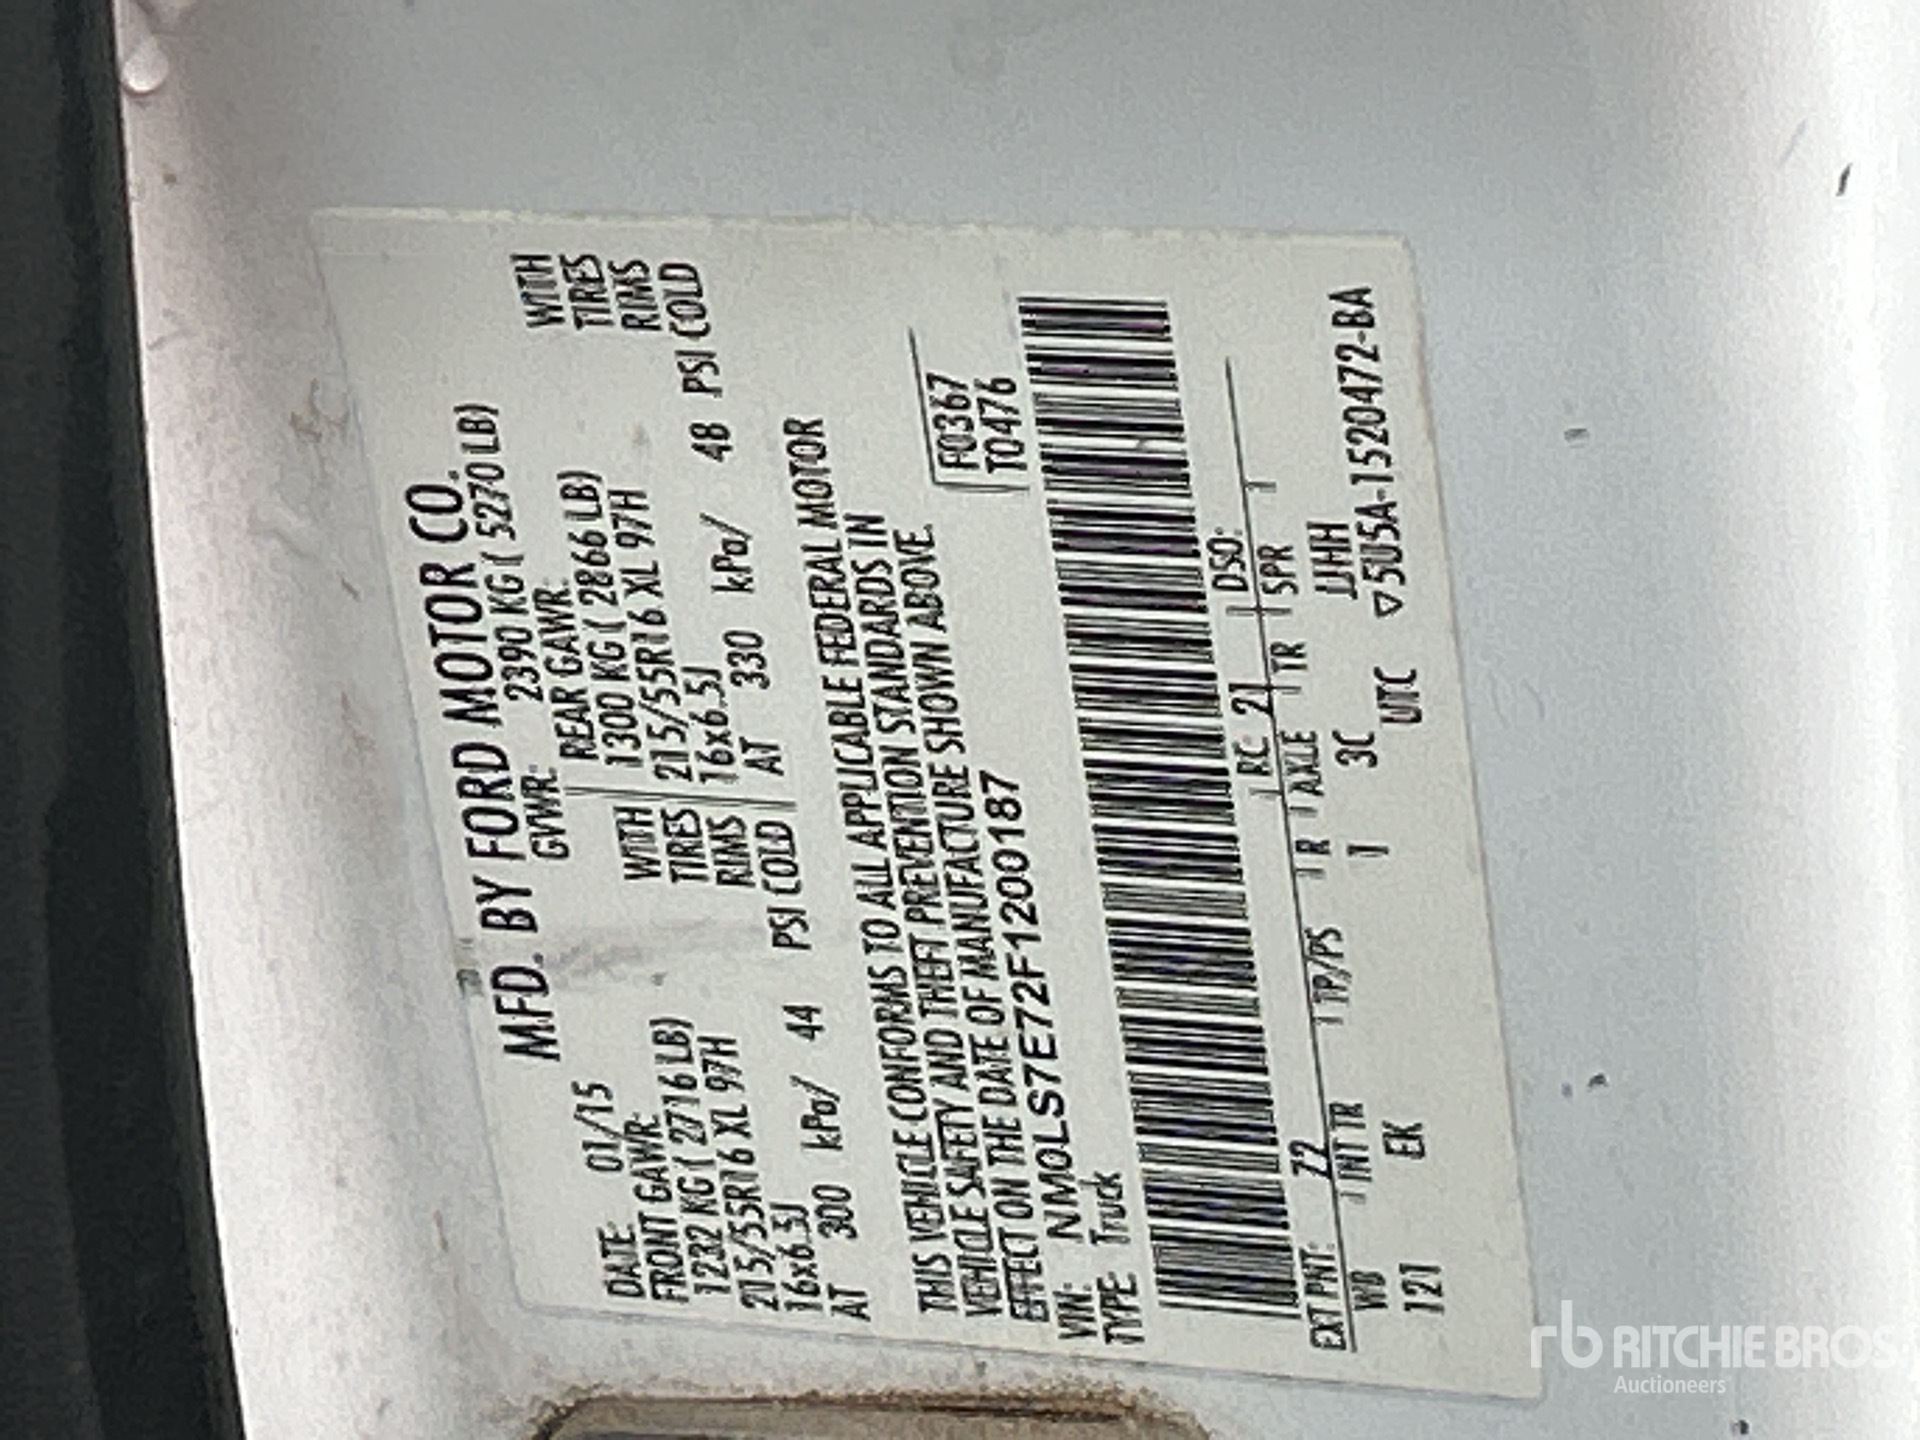 MFD. BY FORD MOTOR CO.
DATE: 01/15 GVWR: 2390 KG ( 5270 LB)
FRONT GAWR: REAR GAWR:
1232 KG ( 2716 LB) WITH 1300 KG ( 2866 LB) WITH
215/55R16 XL 97H TIRES 215/55R16 XL 97H TIRES
16x6.5J RIMS 16x6.5J RIMS
AT 300 kPa/ 44 PSI COLD AT 330 kPa/ 48 PSI COLD
THIS VEHICLE CONFORMS TO ALL APPLICABLE FEDERAL MOTOR
VEHICLE SAFETY AND THEFT PREVENTION STANDARDS IN
EFFECT ON THE DATE OF MANUFACTURE SHOWN ABOVE.
VIN: NM0LS7E72F1200187 F0367
TYPE: Truck T0476
EXT PNT: Z2 RC: 21 DSO:
WB INT TR TP/PS R AXLE TR SPR
121 EK 1 3C JJHH
UTC ▽5U5A-1520472-BA
rb RITCHIE BROS
Auctioneers